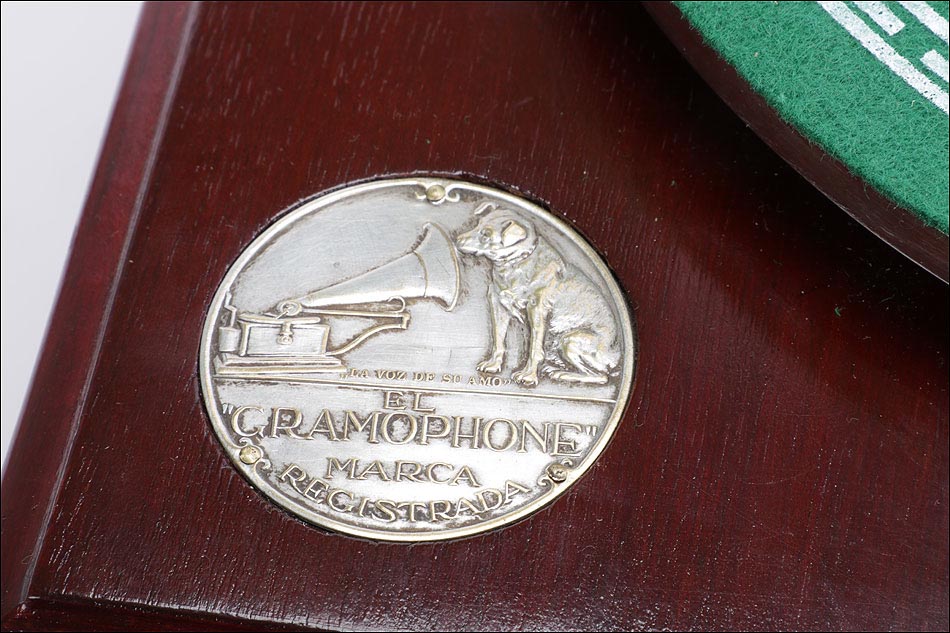 „LA VOZ DE SU AMO„
EL
"GRAMOPHONE"
MARCA
REGISTRADA